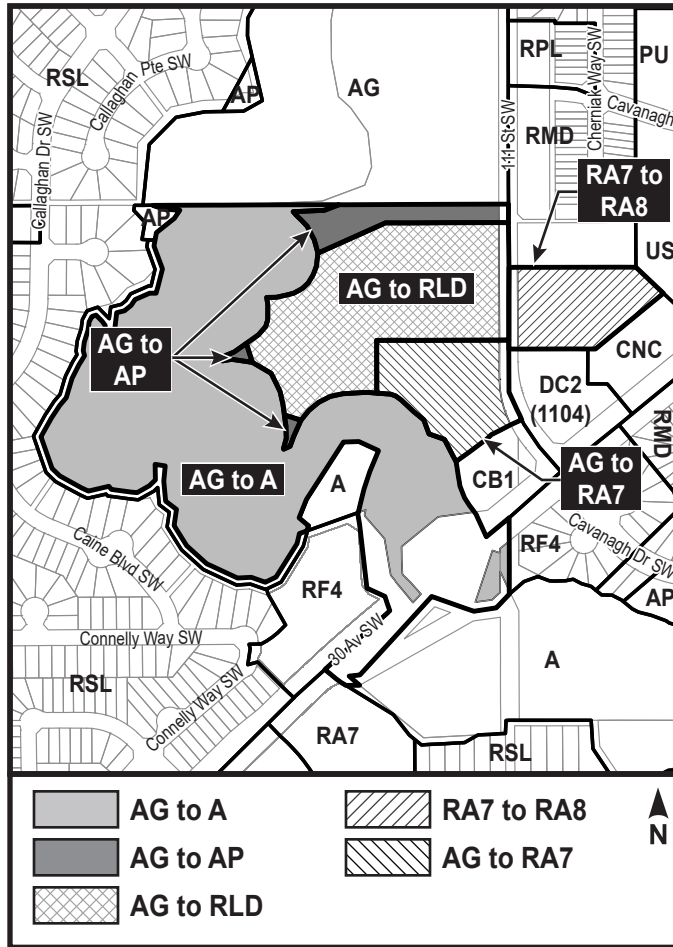 RSL
Callaghan Pte SW
Callaghan Dr SW
AP
AG
RPL
PU
Cherniak Way SW
Cavanagh
111 St SW
RMD
RA7 to
RA8
AP
US
AG to RLD
AG to
AP
CNC
DC2
(1104)
RMD
AG to A
A
CB1
AG to
RA7
Caine Blvd SW
RF4
Cavanagh Dr SW
RF4
AP
Connelly Way SW
30 Av SW
A
RSL
Connelly Way SW
RA7
RSL
AG to A
RA7 to RA8
AG to AP
AG to RA7
AG to RLD
N